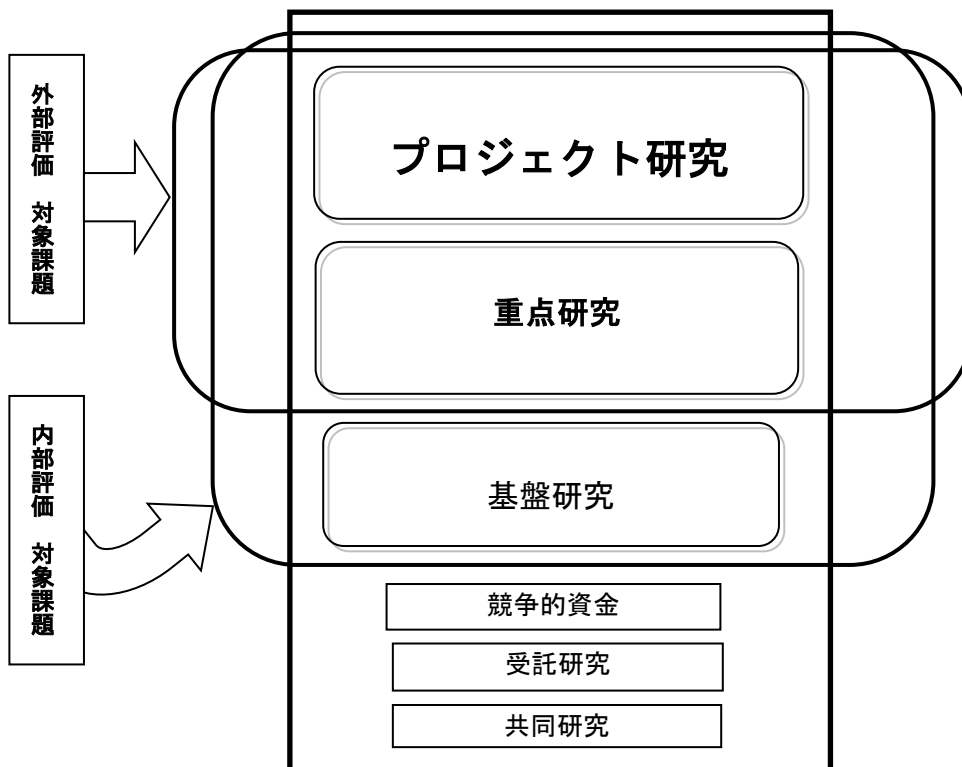 外部評価 対象課題
プロジェクト研究
重点研究
内部評価 対象課題
基盤研究
競争的資金
受託研究
共同研究